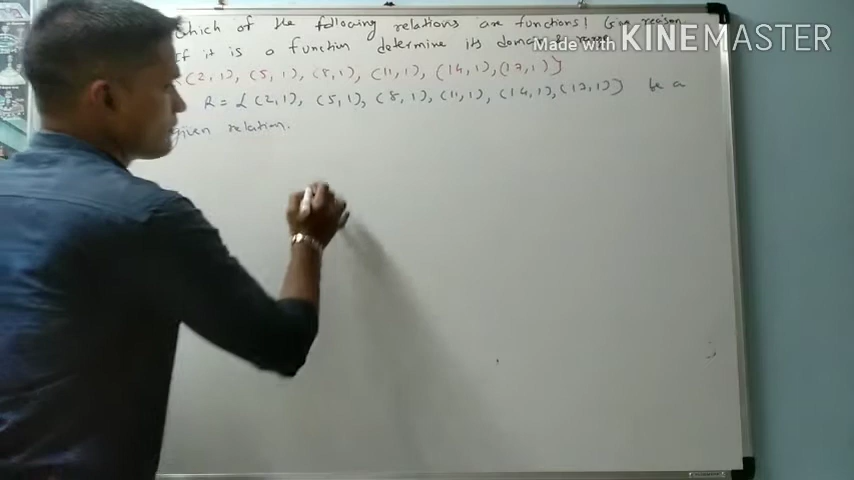 which of the following relations are functions? Give reason
If it is a function determine its domain & range
Made with KINEMASTER
(2,1), (5,1), (8,1), (11,1), (14,1), (17,1)}
R = { (2,1), (5,1), (8,1), (11,1), (14,1), (17,1)} be a
given relation.